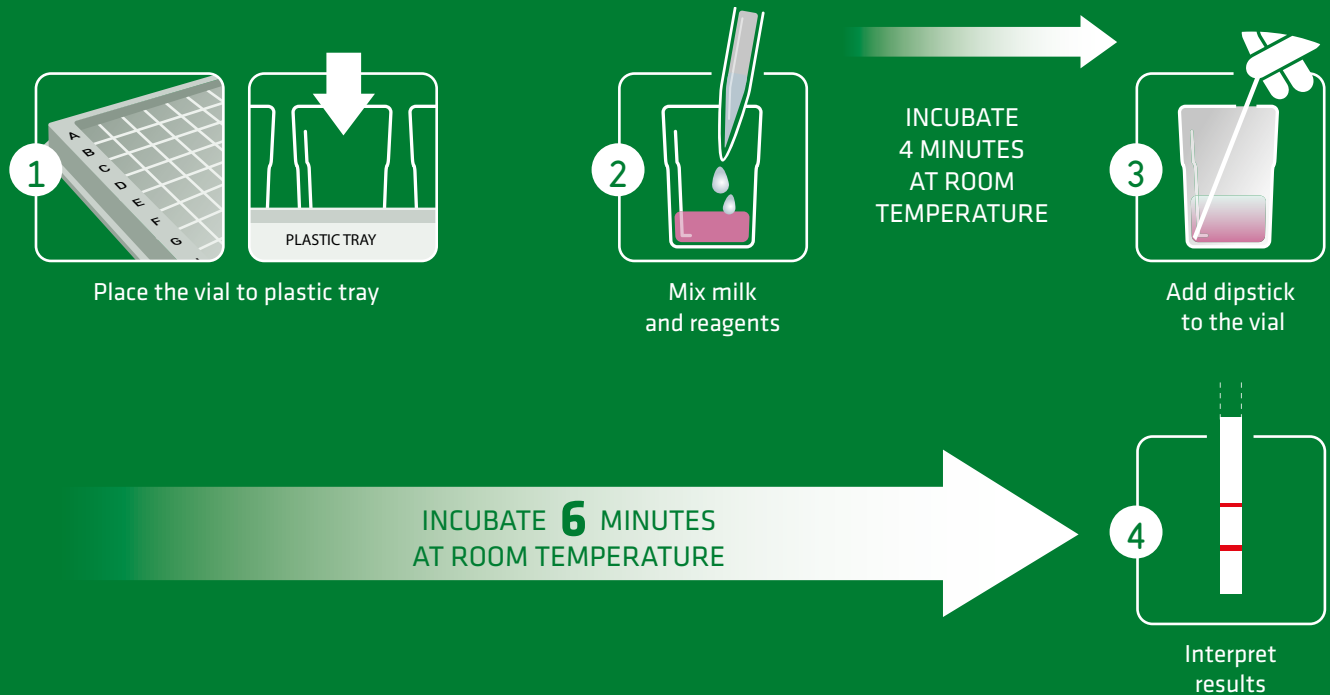 1
A
B
C
D
E
F
G
PLASTIC TRAY
Place the vial to plastic tray
2
Mix milk
and reagents
INCUBATE
4 MINUTES
AT ROOM
TEMPERATURE
3
Add dipstick
to the vial
INCUBATE 6 MINUTES
AT ROOM TEMPERATURE
4
Interpret
results